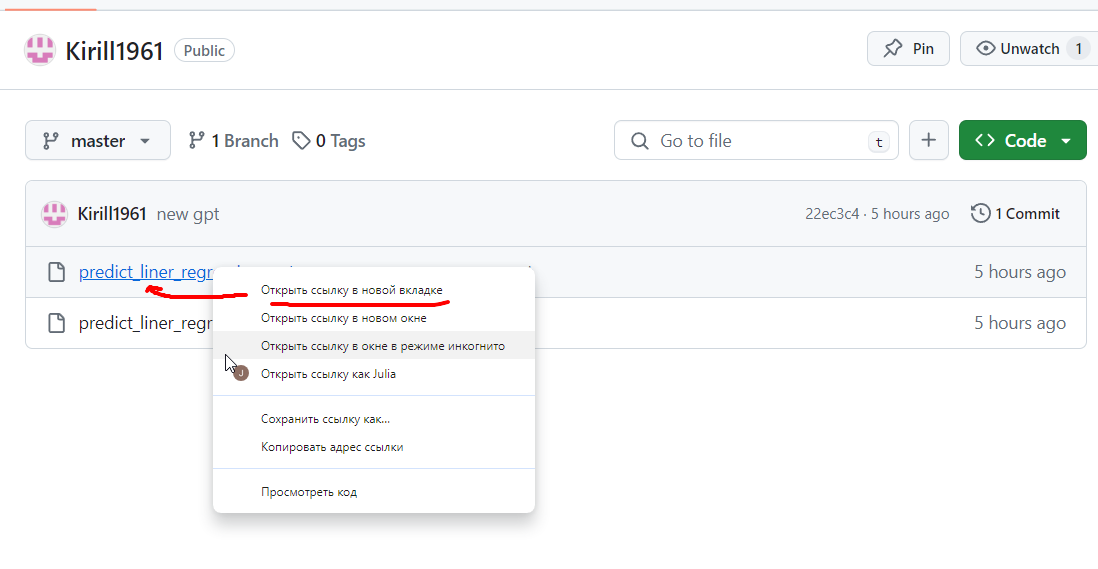 Kirill1961 Public Pin Unwatch 1
master 1 Branch 0 Tags Go to file t + Code
Kirill1961 new gpt 22ec3c4 · 5 hours ago 1 Commit
predict_liner_regr 5 hours ago
Открыть ссылку в новой вкладке
Открыть ссылку в новом окне
predict_liner_regr 5 hours ago
Открыть ссылку в окне в режиме инкогнито
J Открыть ссылку как Julia
Сохранить ссылку как...
Копировать адрес ссылки
Просмотреть код